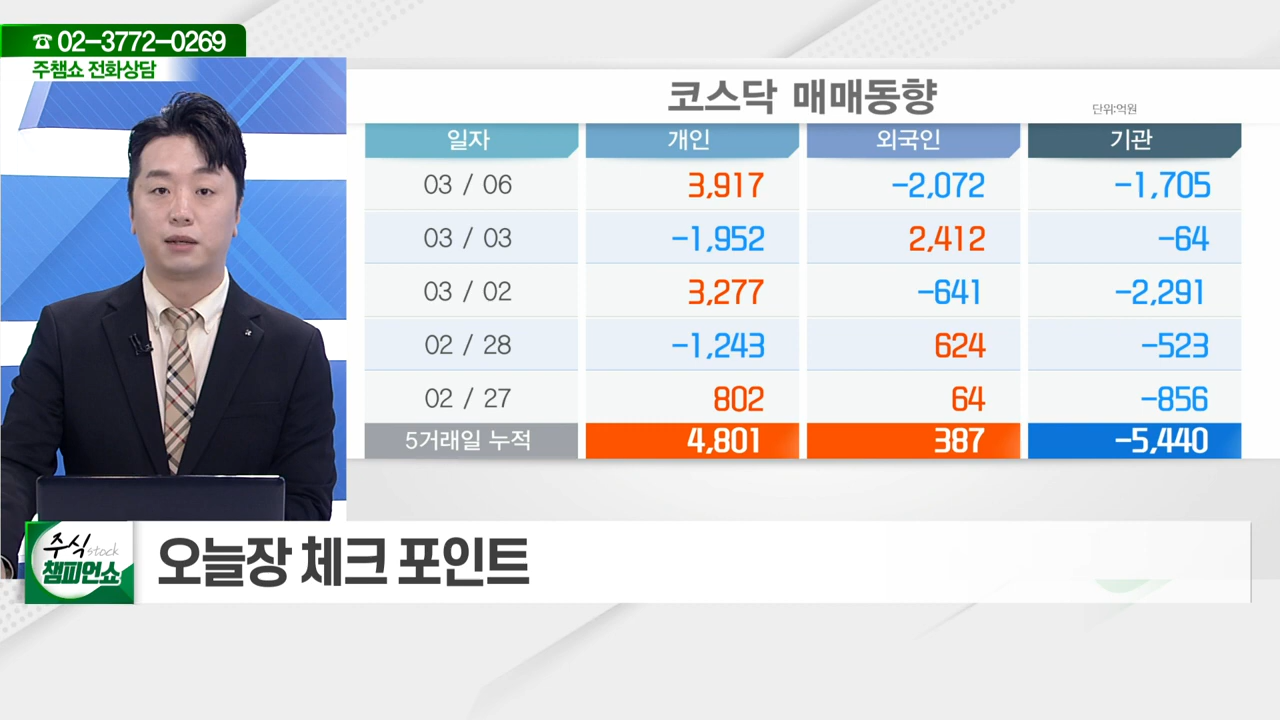 ☎ 02-3772-0269
주챔쇼 전화상담
코스닥 매매동향
단위:억원
일자 개인 외국인 기관
03 / 06 3,917 -2,072 -1,705
03 / 03 -1,952 2,412 -64
03 / 02 3,277 -641 -2,291
02 / 28 -1,243 624 -523
02 / 27 802 64 -856
5거래일 누적 4,801 387 -5,440
주식 stock
챔피언쇼
오늘장 체크 포인트